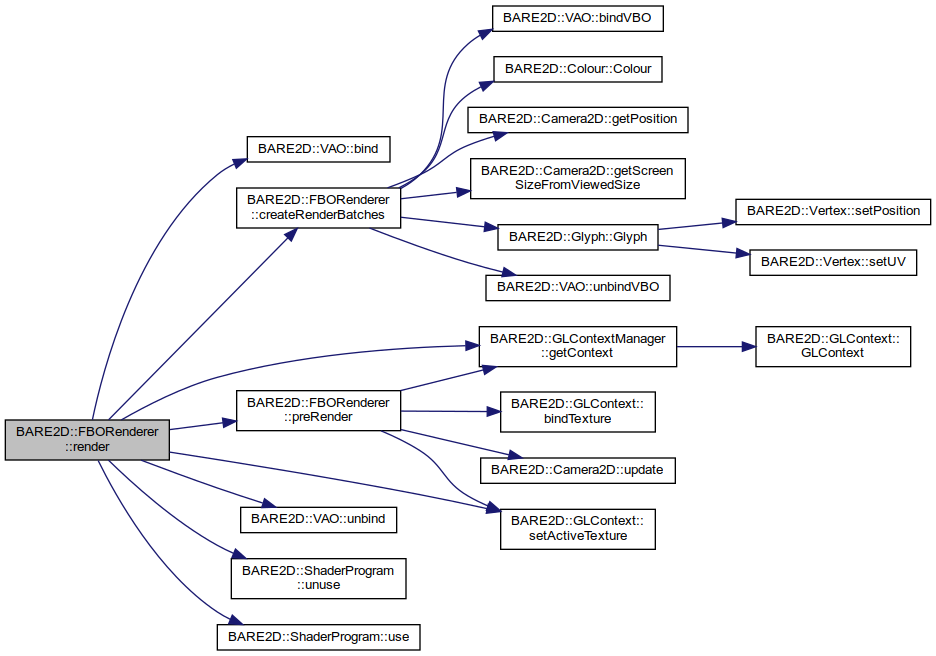 BARE2D::VAO::bindVBO
BARE2D::Colour::Colour
BARE2D::Camera2D::getPosition
BARE2D::VAO::bind
BARE2D::Camera2D::getScreen
SizeFromViewedSize
BARE2D::FBORenderer
::createRenderBatches
BARE2D::Vertex::setPosition
BARE2D::Glyph::Glyph
BARE2D::Vertex::setUV
BARE2D::VAO::unbindVBO
BARE2D::GLContextManager
::getContext
BARE2D::GLContext::
GLContext
BARE2D::FBORenderer
::preRender
BARE2D::GLContext::
bindTexture
BARE2D::FBORenderer
::render
BARE2D::Camera2D::update
BARE2D::VAO::unbind
BARE2D::GLContext::
setActiveTexture
BARE2D::ShaderProgram
::unuse
BARE2D::ShaderProgram::use